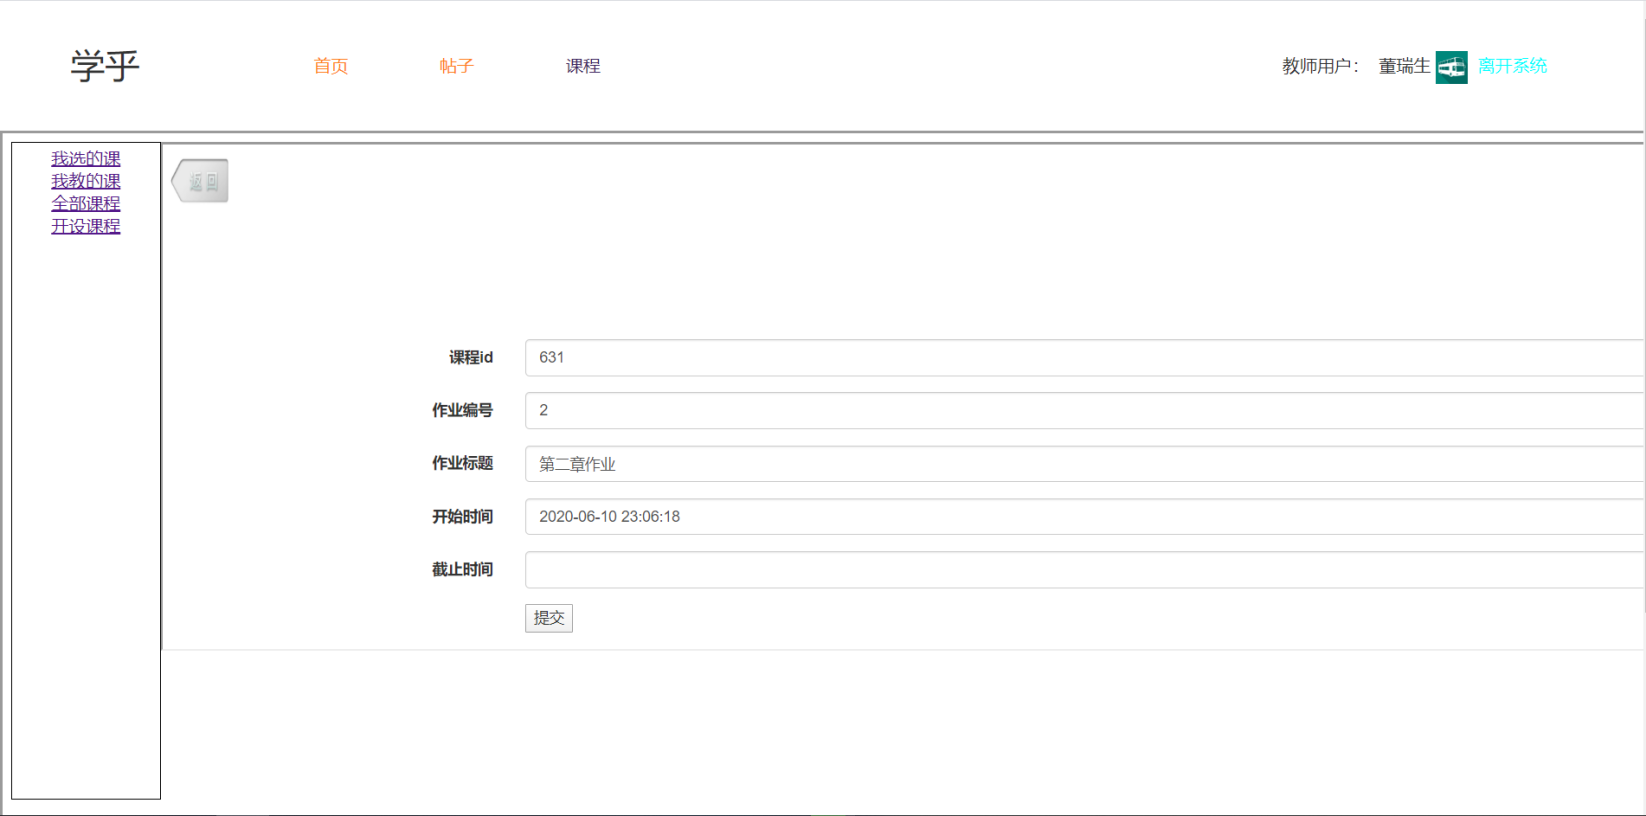 学乎 首页 帖子 课程 教师用户： 董瑞生 离开系统
我选的课
我教的课
全部课程
开设课程
返回
课程id 631
作业编号 2
作业标题 第二章作业
开始时间 2020-06-10 23:06:18
截止时间
提交